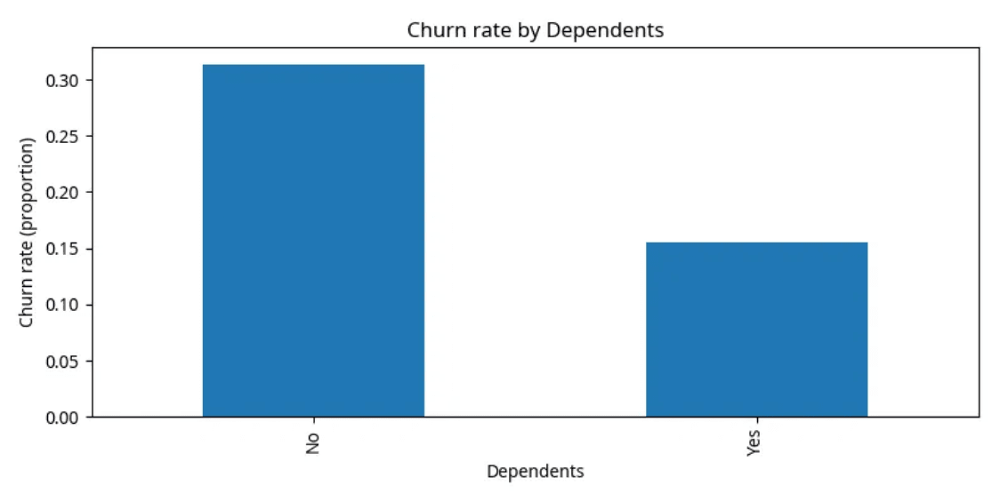 Churn rate by Dependents
Churn rate (proportion)
0.30
0.25
0.20
0.15
0.10
0.05
0.00
No
Yes
Dependents